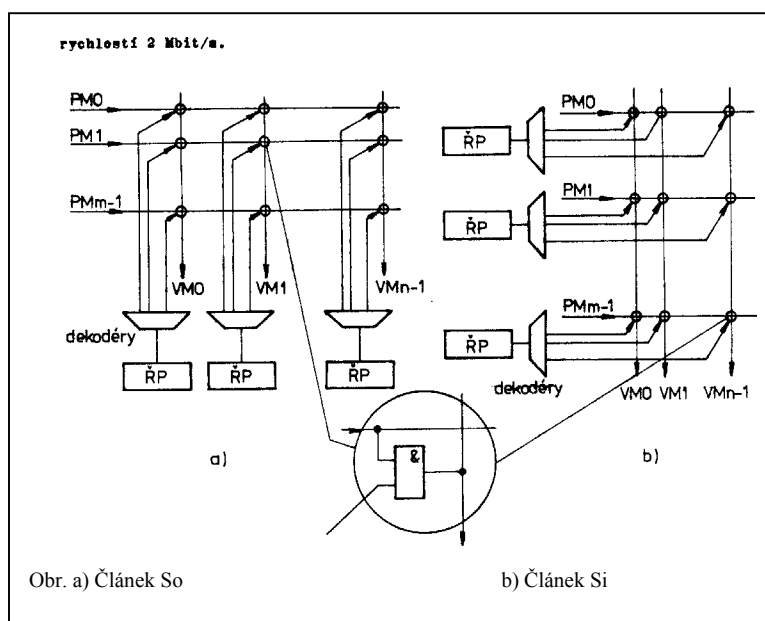 rychlostí 2 Mbit/s.
PM0
PM1
PMm-1
VM0 VM1 VMn-1
dekodéry
ŘP ŘP ŘP
a)
PM0
ŘP
PM1
ŘP
PMm-1
ŘP
dekodéry
VM0 VM1 VMn-1
b)
&
Obr. a) Článek So b) Článek Si